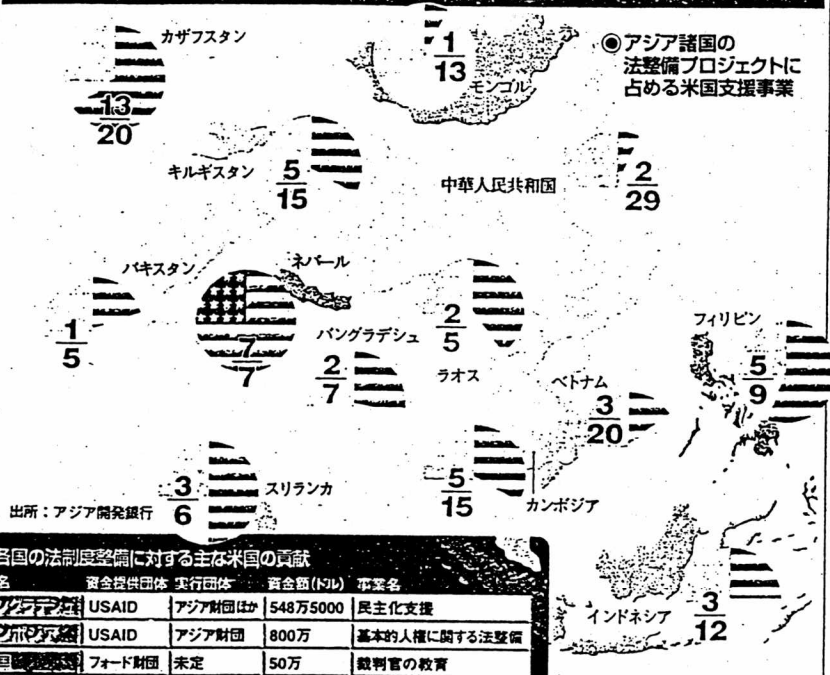 カザフスタン
13
20
1
13
モンゴル
◉アジア諸国の
法整備プロジェクトに
占める米国支援事業
キルギスタン
5
15
中華人民共和国
2
29
パキスタン
1
5
ネパール
7
7
バングラデシュ
2
7
2
5
ラオス
ベトナム
3
20
フィリピン
5
9
3
6
スリランカ
5
15
カンボジア
インドネシア
3
12
出所：アジア開発銀行
各国の法制度整備に対する主な米国の貢献
名 資金提供団体 実行団体 資金額(ドル) 事業名
USAID アジア財団ほか 548万5000 民主化支援
USAID アジア財団 800万 基本的人権に関する法整備
フォード財団 未定 50万 裁判官の教育